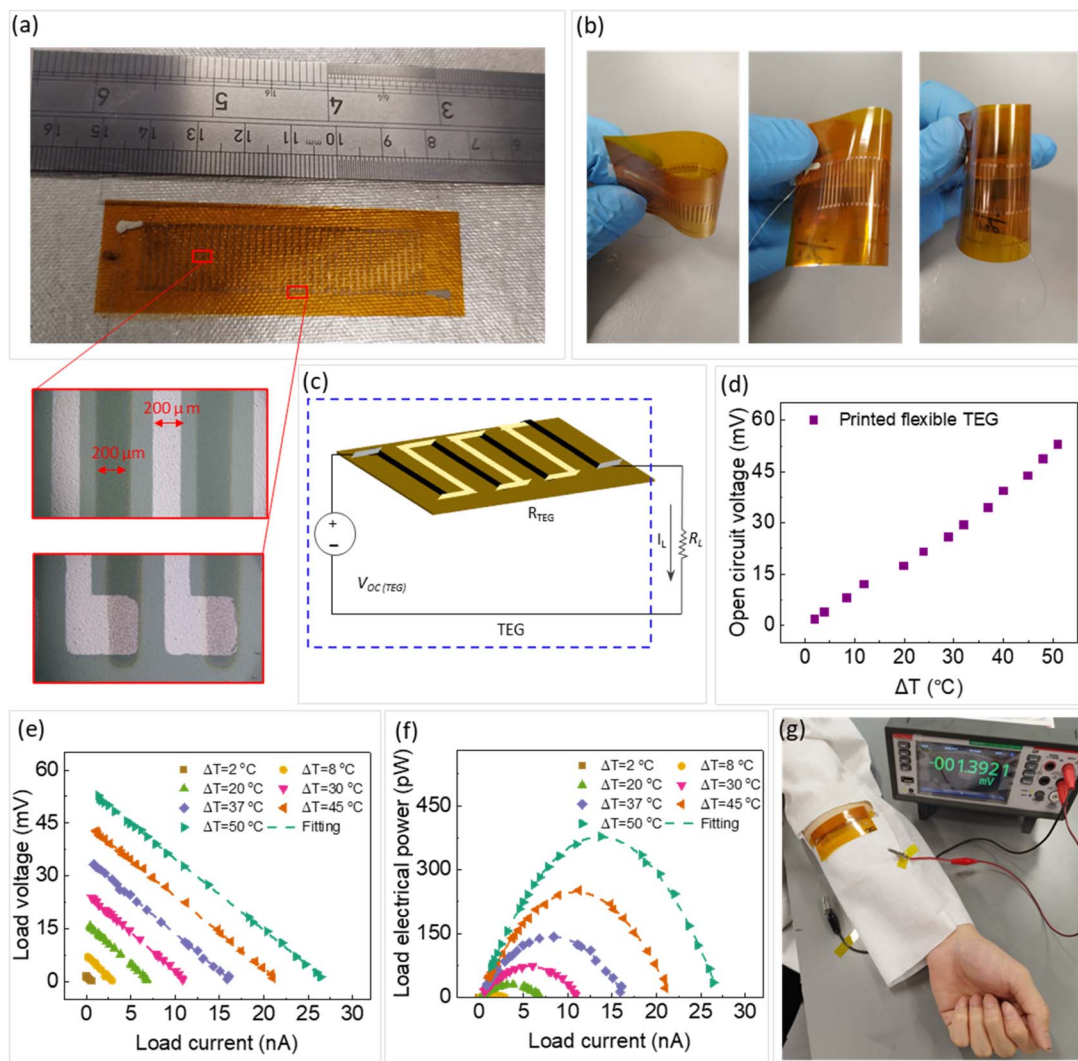 (a)
6 5 4 3
16 15 14 13 12 11 10 mm 9 8 7 6
(b)
200 μm
200 μm
(c)
R_TEG
+
−
V_OC (TEG)
I_L
R_L
TEG
(d)
Printed flexible TEG
Open circuit voltage (mV)
60
45
30
15
0
0 10 20 30 40 50
ΔT (°C)
(e)
ΔT=2 °C ΔT=8 °C
ΔT=20 °C ΔT=30 °C
ΔT=37 °C ΔT=45 °C
ΔT=50 °C Fitting
Load voltage (mV)
60
45
30
15
0
0 5 10 15 20 25 30
Load current (nA)
(f)
ΔT=2 °C ΔT=8 °C
ΔT=20 °C ΔT=30 °C
ΔT=37 °C ΔT=45 °C
ΔT=50 °C Fitting
Load electrical power (pW)
450
350
250
150
0
0 5 10 15 20 25 30
Load current (nA)
(g)
-001.3921
mV